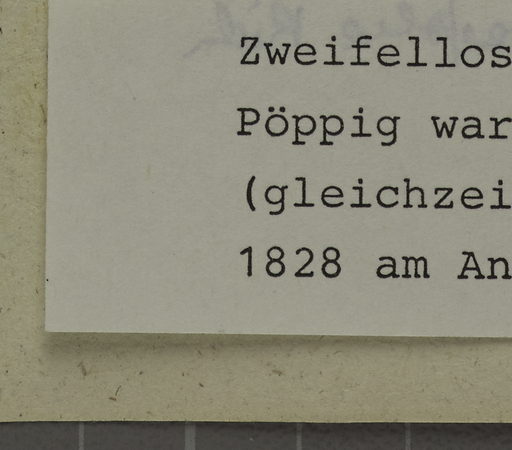 Zweifellos
Pöppig war
(gleichzei
1828 am An